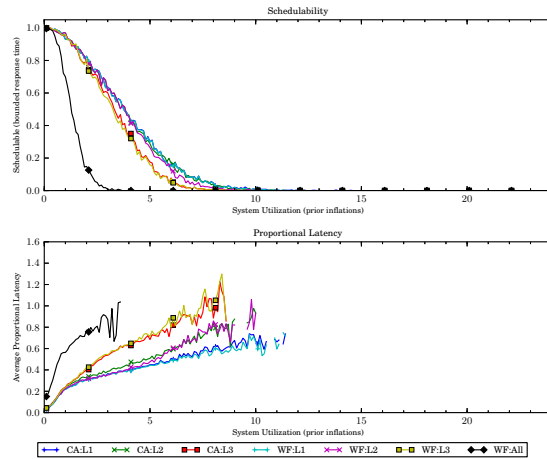 Schedulability
1.0
0.8
0.6
0.4
0.2
0.0
Schedulable (bounded response time)
0 5 10 15 20
System Utilization (prior inflations)
Proportional Latency
1.6
1.4
1.2
1.0
0.8
0.6
0.4
0.2
0.0
Average Proportional Latency
0 5 10 15 20
System Utilization (prior inflations)
CA:L1 CA:L2 CA:L3 WF:L1 WF:L2 WF:L3 WF:All